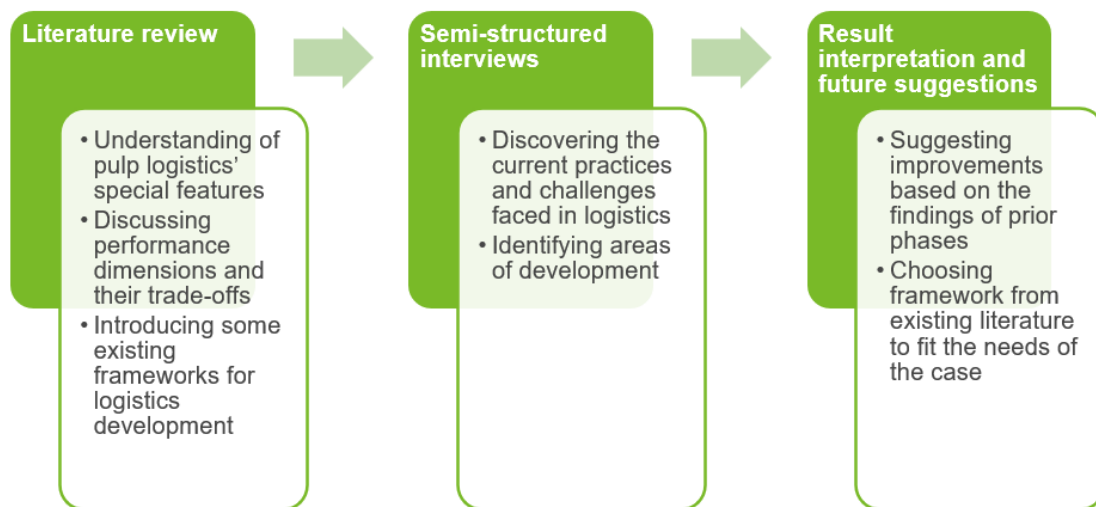 Literature review
• Understanding of
pulp logistics'
special features
• Discussing
performance
dimensions and
their trade-offs
• Introducing some
existing
frameworks for
logistics
development
Semi-structured
interviews
• Discovering the
current practices
and challenges
faced in logistics
• Identifying areas
of development
Result
interpretation and
future suggestions
• Suggesting
improvements
based on the
findings of prior
phases
• Choosing
framework from
existing literature
to fit the needs of
the case